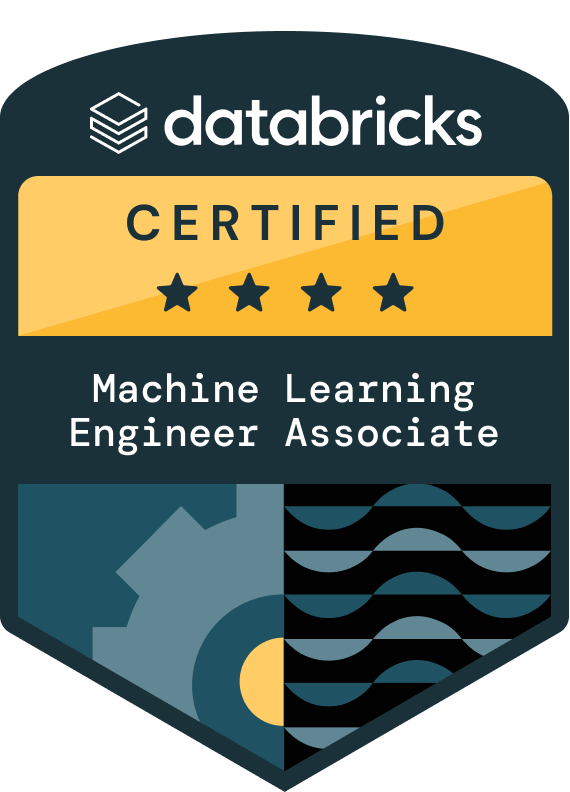 databricks
CERTIFIED
Machine Learning
Engineer Associate